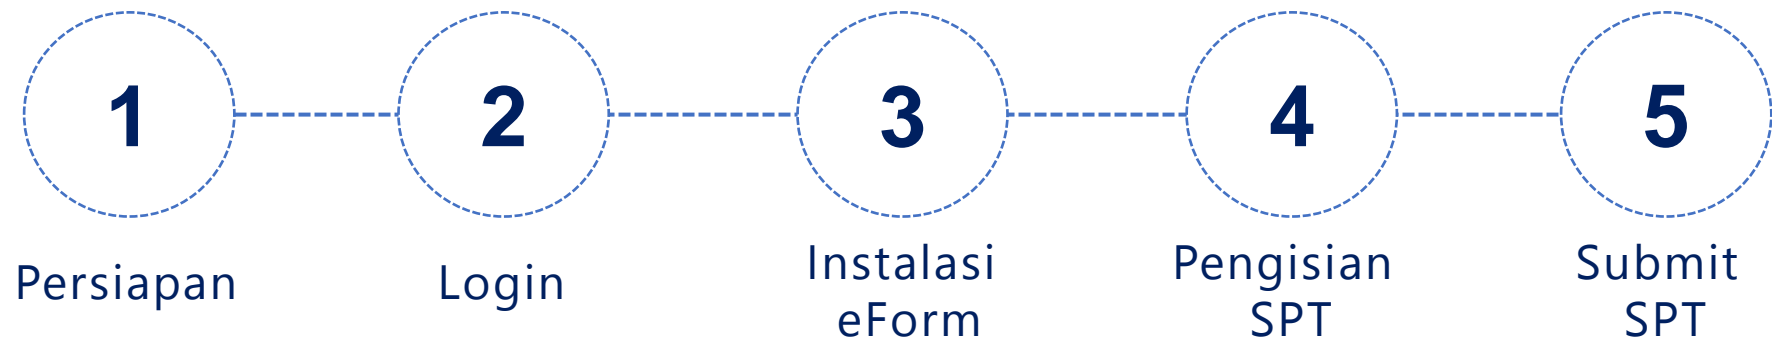 1
2
3
4
5
Persiapan
Login
Instalasi
eForm
Pengisian
SPT
Submit
SPT